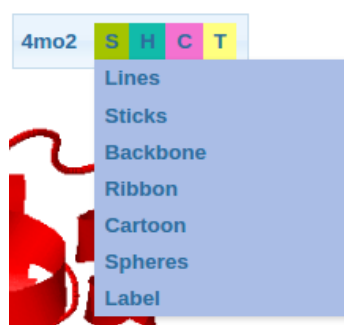 4mo2 S H C T
Lines
Sticks
Backbone
Ribbon
Cartoon
Spheres
Label